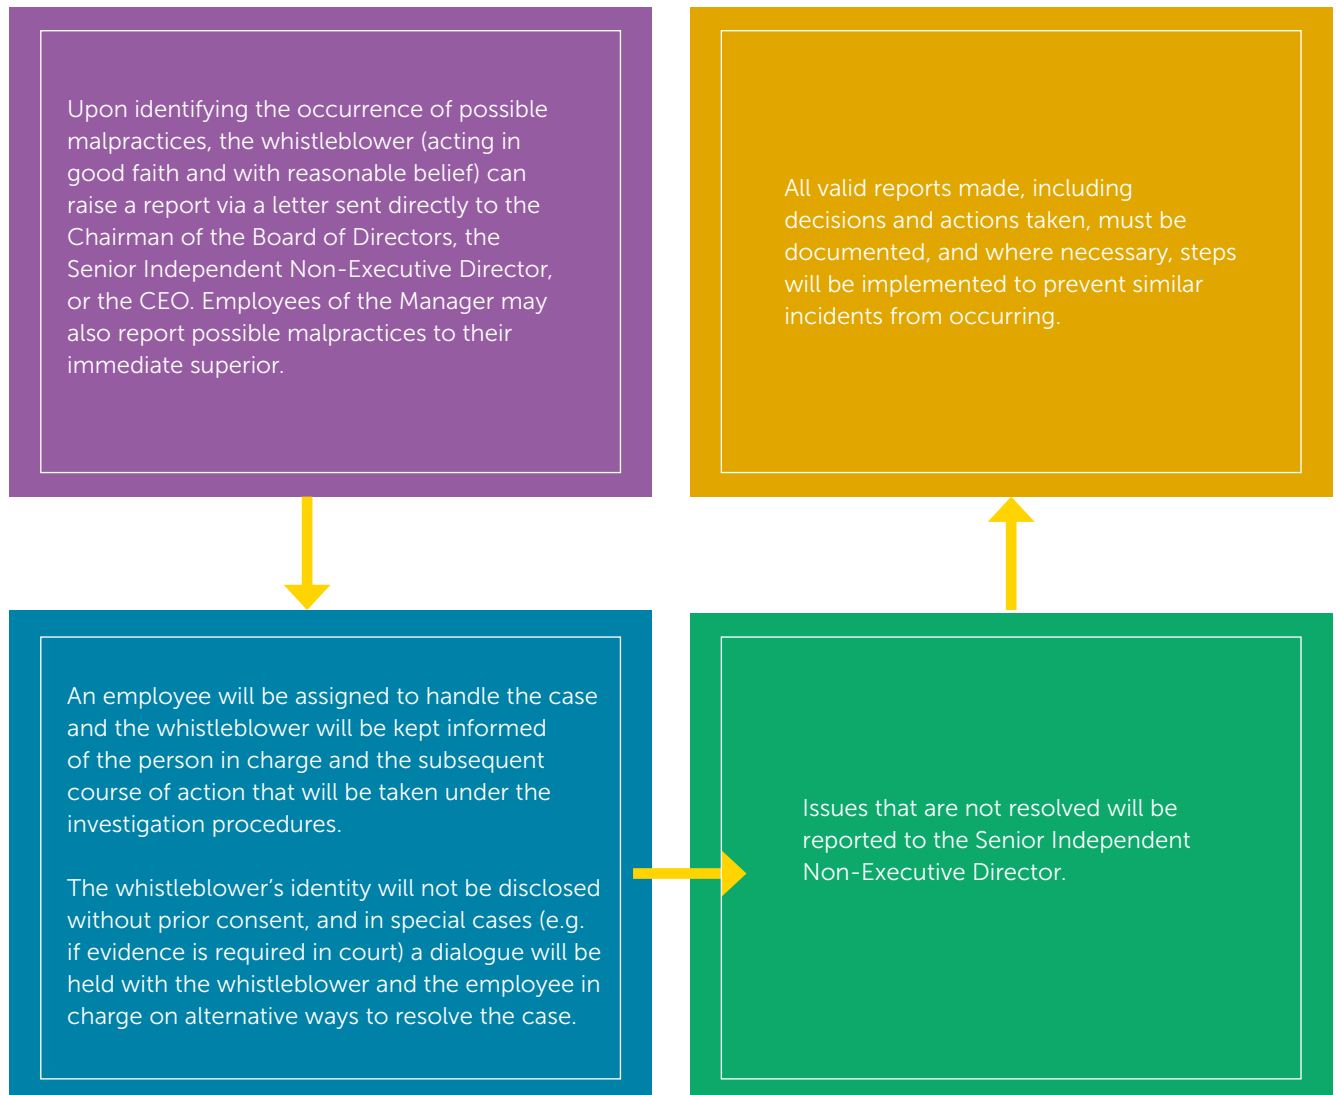 Upon identifying the occurrence of possible
malpractices, the whistleblower (acting in
good faith and with reasonable belief) can
raise a report via a letter sent directly to the
Chairman of the Board of Directors, the
Senior Independent Non-Executive Director,
or the CEO. Employees of the Manager may
also report possible malpractices to their
immediate superior.
An employee will be assigned to handle the case
and the whistleblower will be kept informed
of the person in charge and the subsequent
course of action that will be taken under the
investigation procedures.
The whistleblower’s identity will not be disclosed
without prior consent, and in special cases (e.g.
if evidence is required in court) a dialogue will be
held with the whistleblower and the employee in
charge on alternative ways to resolve the case.
Issues that are not resolved will be
reported to the Senior Independent
Non-Executive Director.
All valid reports made, including
decisions and actions taken, must be
documented, and where necessary, steps
will be implemented to prevent similar
incidents from occurring.